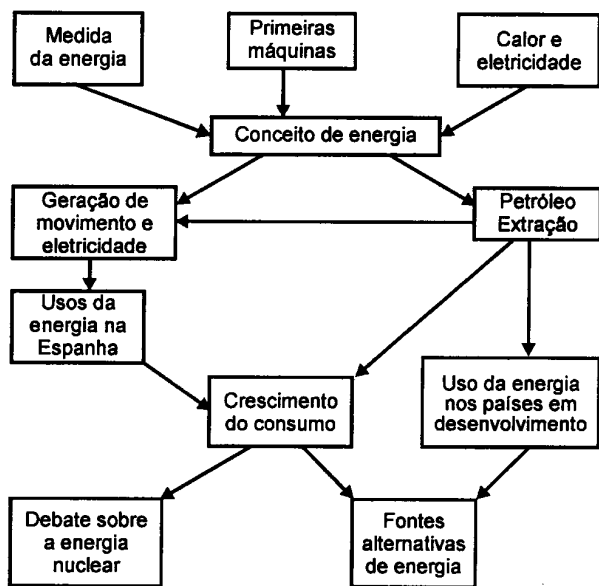 Medida
da energia
Primeiras
máquinas
Calor e
eletricidade
Conceito de energia
Geração de
movimento e
eletricidade
Petróleo
Extração
Usos da
energia na
Espanha
Crescimento
do consumo
Uso da energia
nos países em
desenvolvimento
Debate sobre
a energia
nuclear
Fontes
alternativas
de energia